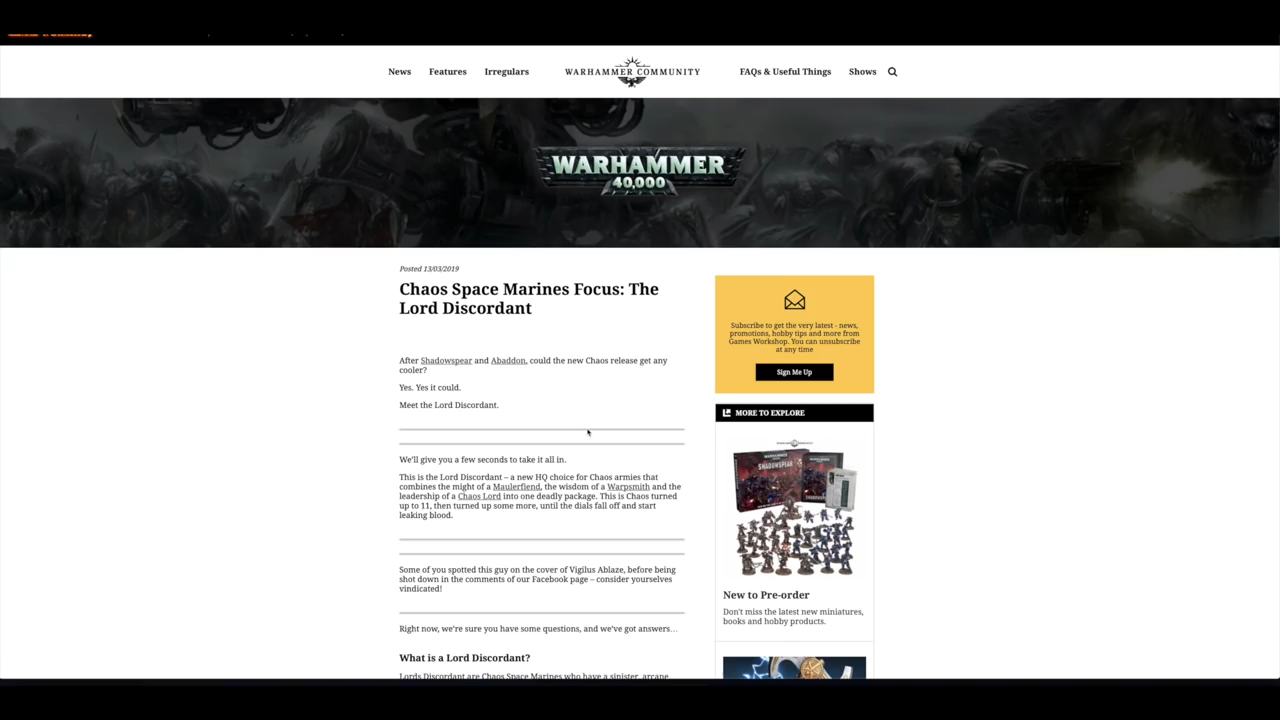 News Features Irregulars WARHAMMER COMMUNITY FAQs & Useful Things Shows
WARHAMMER
40,000
Posted 13/03/2019
Chaos Space Marines Focus: The
Lord Discordant
After Shadowspear and Abaddon, could the new Chaos release get any
cooler?
Yes. Yes it could.
Meet the Lord Discordant.
We'll give you a few seconds to take it all in.
This is the Lord Discordant – a new HQ choice for Chaos armies that
combines the might of a Maulerfiend, the wisdom of a Warpsmith and the
leadership of a Chaos Lord into one deadly package. This is Chaos turned
up to 11, then turned up some more, until the dials fall off and start
leaking blood.
Some of you spotted this guy on the cover of Vigilus Ablaze, before being
shot down in the comments of our Facebook page – consider yourselves
vindicated!
Right now, we're sure you have some questions, and we've got answers…
What is a Lord Discordant?
Lords Discordant are Chaos Space Marines who have a sinister, arcane
Subscribe to get the very latest - news,
promotions, hobby tips and more from
Games Workshop. You can unsubscribe
at any time
Sign Me Up
MORE TO EXPLORE
SHADOWSPEAR
New to Pre-order
Don't miss the latest new miniatures,
books and hobby products.